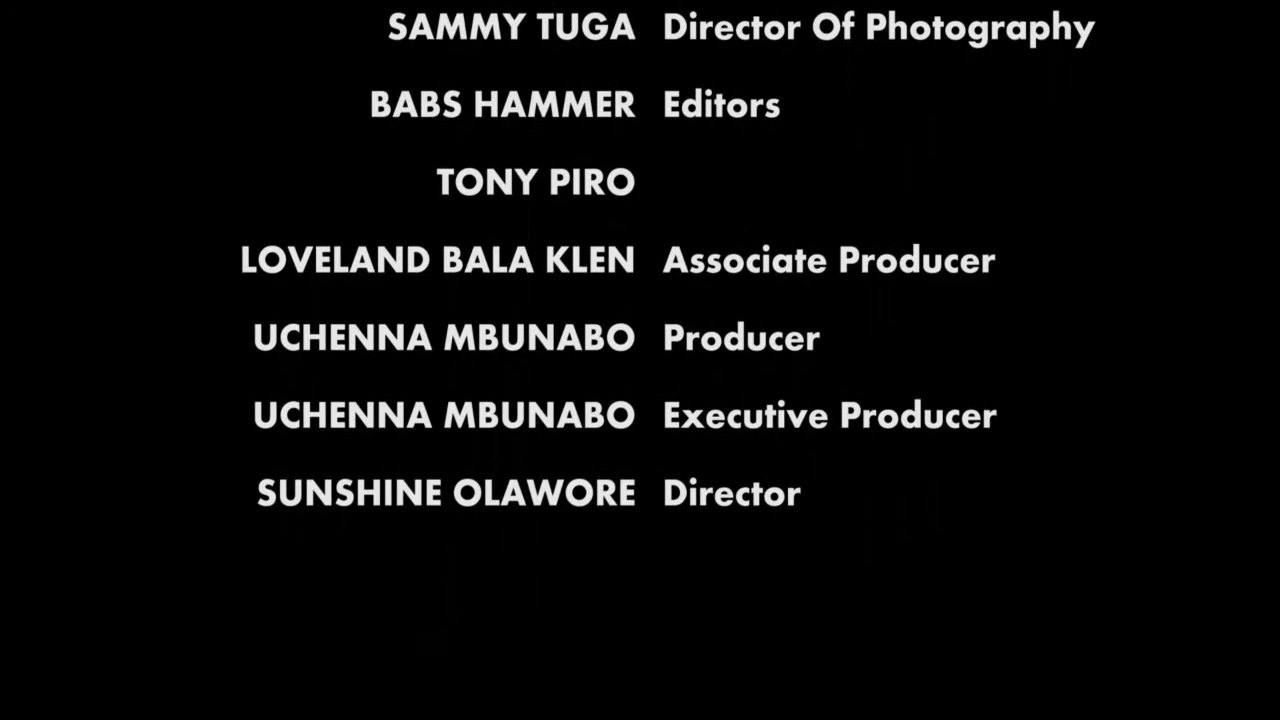 SAMMY TUGA Director Of Photography
BABS HAMMER Editors
TONY PIRO
LOVELAND BALA KLEN Associate Producer
UCHENNA MBUNABO Producer
UCHENNA MBUNABO Executive Producer
SUNSHINE OLAWORE Director